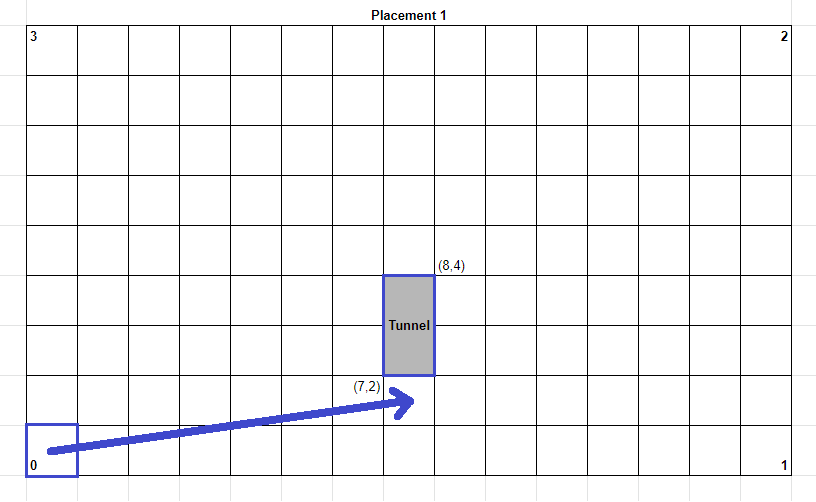 Placement 1
3 2
(8,4)
Tunnel
(7,2)
0 1